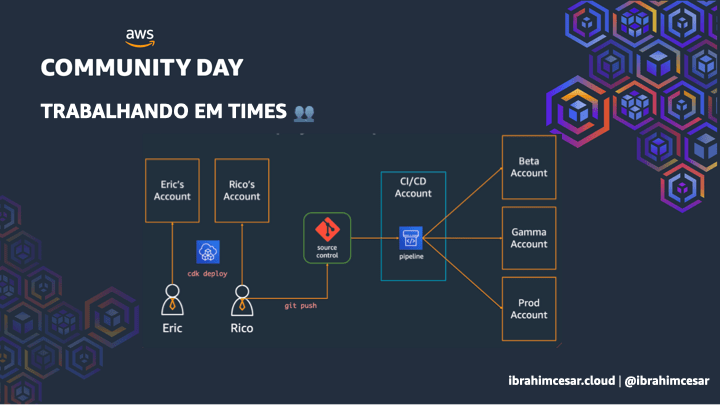 aws
COMMUNITY DAY
TRABALHANDO EM TIMES
Eric's
Account
Rico's
Account
cdk deploy
Eric
Rico
git push
source
control
CI/CD
Account
pipeline
Beta
Account
Gamma
Account
Prod
Account
ibrahimcesar.cloud | @ibrahimcesar